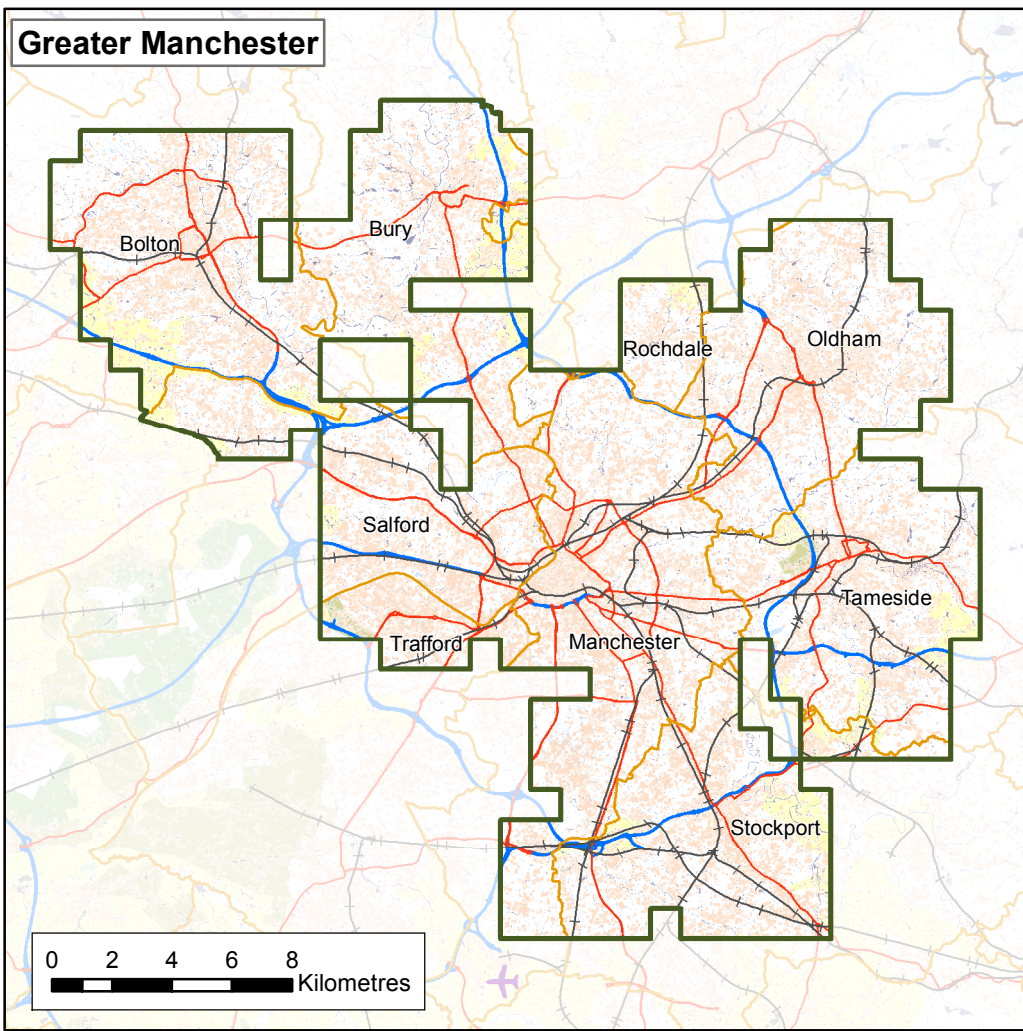 Greater Manchester
Bury
Bolton
Rochdale
Oldham
Salford
Tameside
Trafford
Manchester
Stockport
0 2 4 6 8
Kilometres